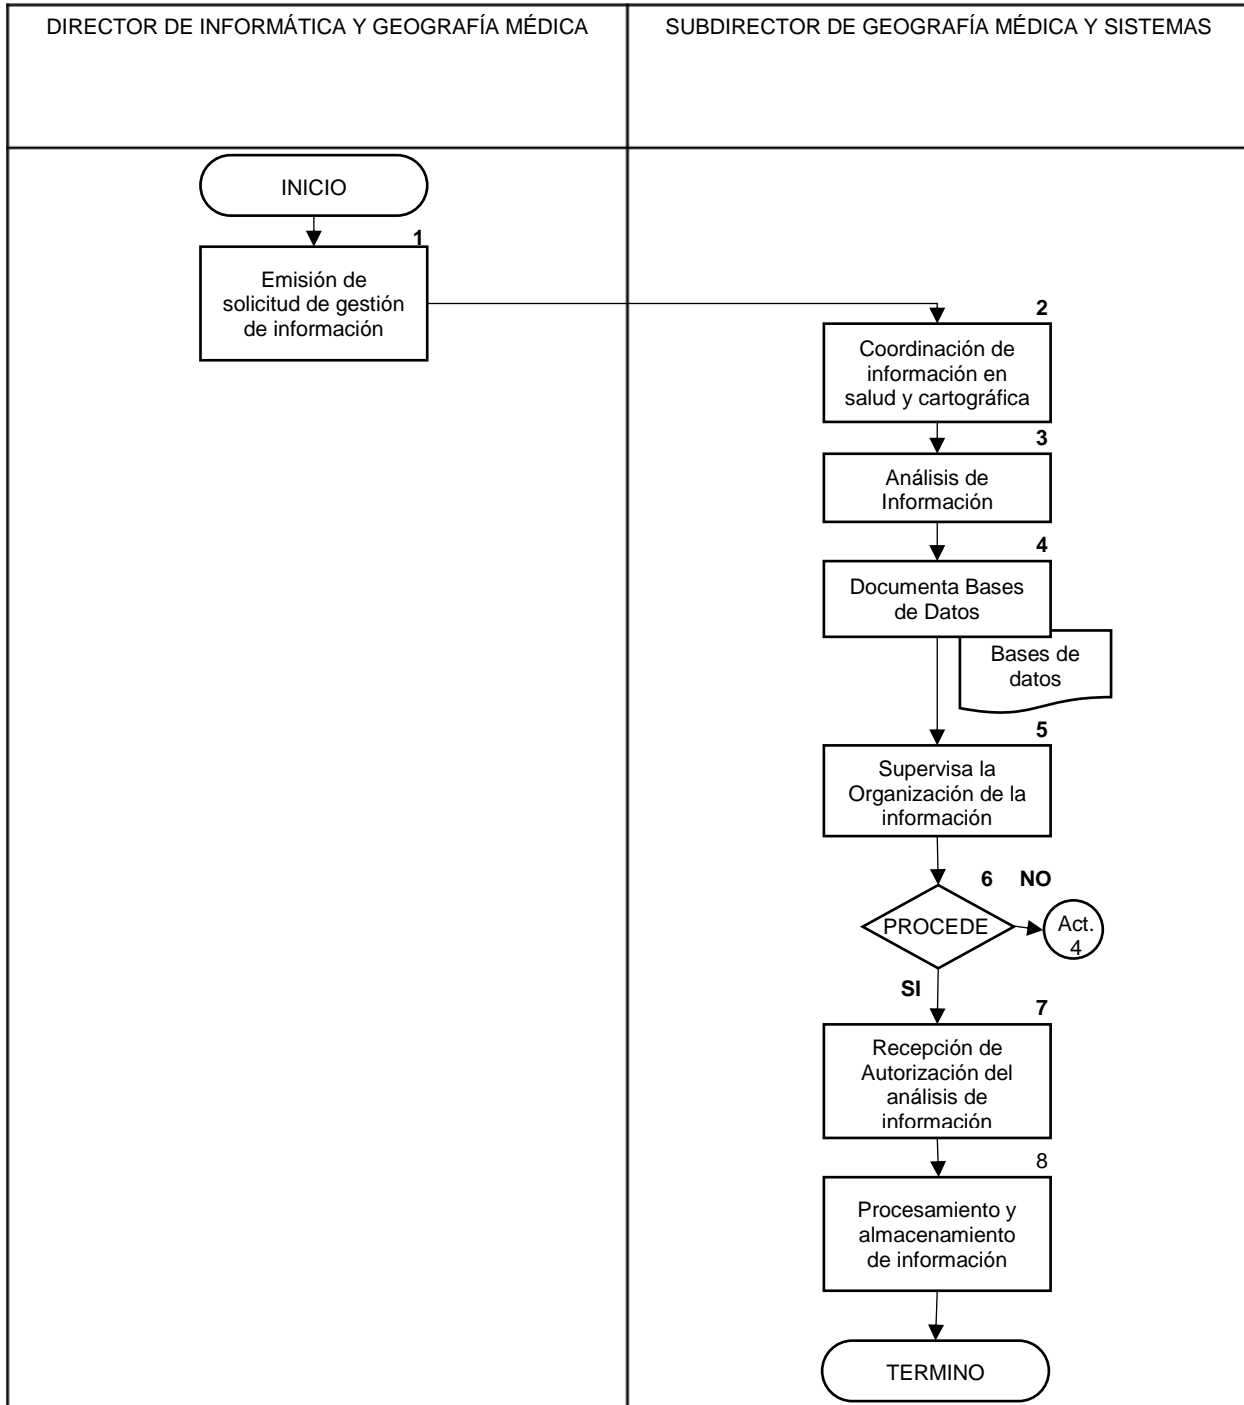 DIRECTOR DE INFORMÁTICA Y GEOGRAFÍA MÉDICA
SUBDIRECTOR DE GEOGRAFÍA MÉDICA Y SISTEMAS
INICIO
1
Emisión de
solicitud de gestión
de información
2
Coordinación de
información en
salud y cartográfica
3
Análisis de
Información
4
Documenta Bases
de Datos
Bases de
datos
5
Supervisa la
Organización de la
información
6 NO
PROCEDE
Act.
4
SI
7
Recepción de
Autorización del
análisis de
información
8
Procesamiento y
almacenamiento
de información
TERMINO